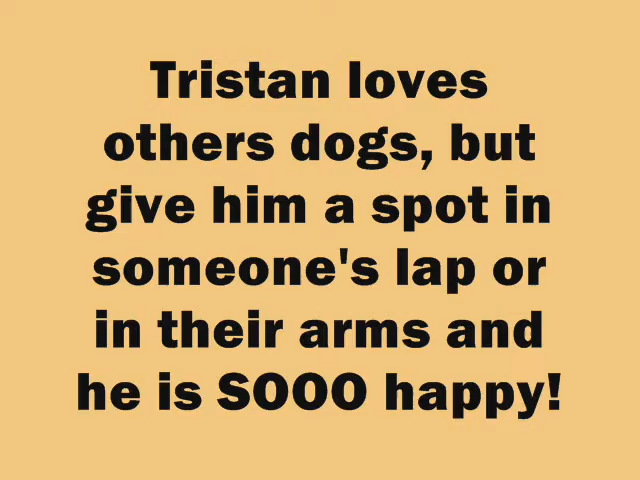 Tristan loves
others dogs, but
give him a spot in
someone's lap or
in their arms and
he is SOOO happy!